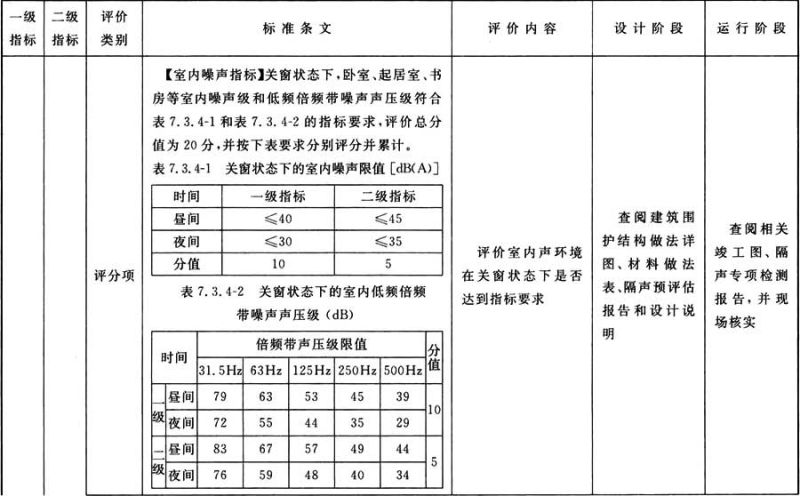 一级指标 二级指标 评价类别 标准条文 评价内容 设计阶段 运行阶段
评分项
【室内噪声指标】关窗状态下,卧室、起居室、书
房等室内噪声级和低频倍频带噪声声压级符合
表7.3.4-1和表7.3.4-2的指标要求,评价总分
值为20分,并按下表要求分别评分并累计。
表7.3.4-1 关窗状态下的室内噪声限值[dB(A)]
时间 一级指标 二级指标
昼间 ≤40 ≤45
夜间 ≤30 ≤35
分值 10 5
表7.3.4-2 关窗状态下的室内低频倍频
带噪声声压级(dB)
时间 倍频带声压级限值 分值
31.5Hz 63Hz 125Hz 250Hz 500Hz
一级 昼间 79 63 53 45 39 10
夜间 72 55 44 35 29
二级 昼间 83 67 57 49 44 5
夜间 76 59 48 40 34
评价室内声环境
在关窗状态下是否
达到指标要求
查阅建筑围
护结构做法详
图、材料做法
表、隔声预评估
报告和设计说
明
查阅相关
竣工图、隔
声专项检测
报告,并现
场核实